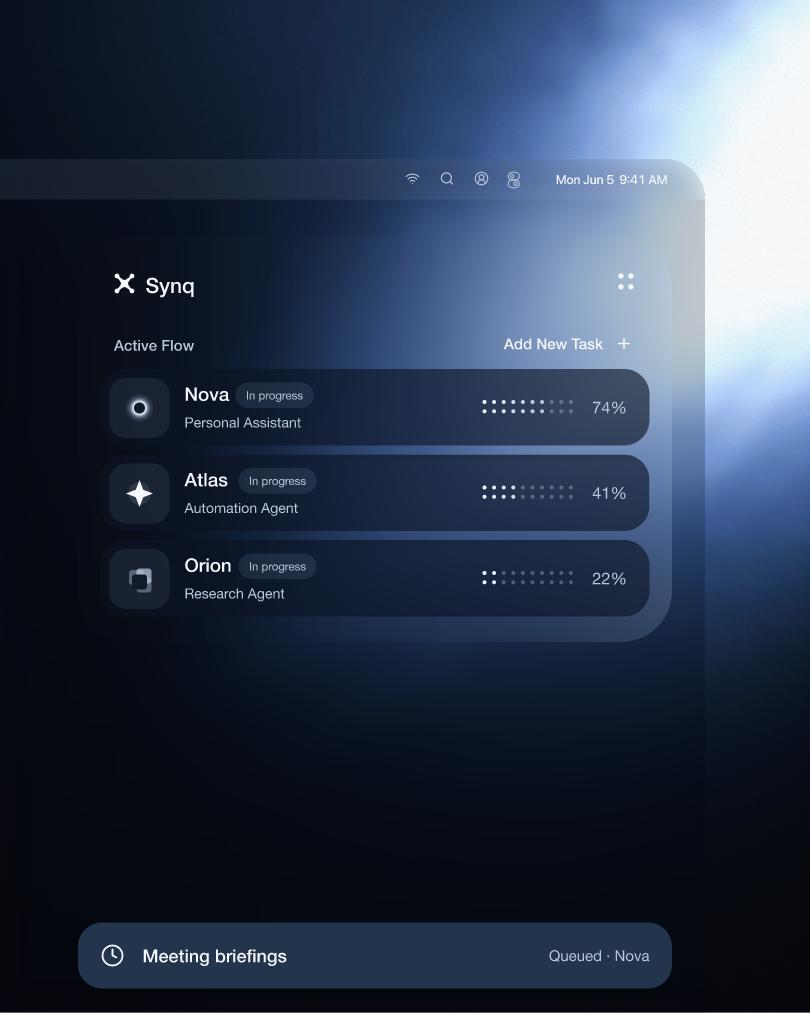 Mon Jun 5 9:41 AM
Synq
Active Flow
Add New Task +
Nova In progress
Personal Assistant
74%
Atlas In progress
Automation Agent
41%
Orion In progress
Research Agent
22%
Meeting briefings
Queued · Nova